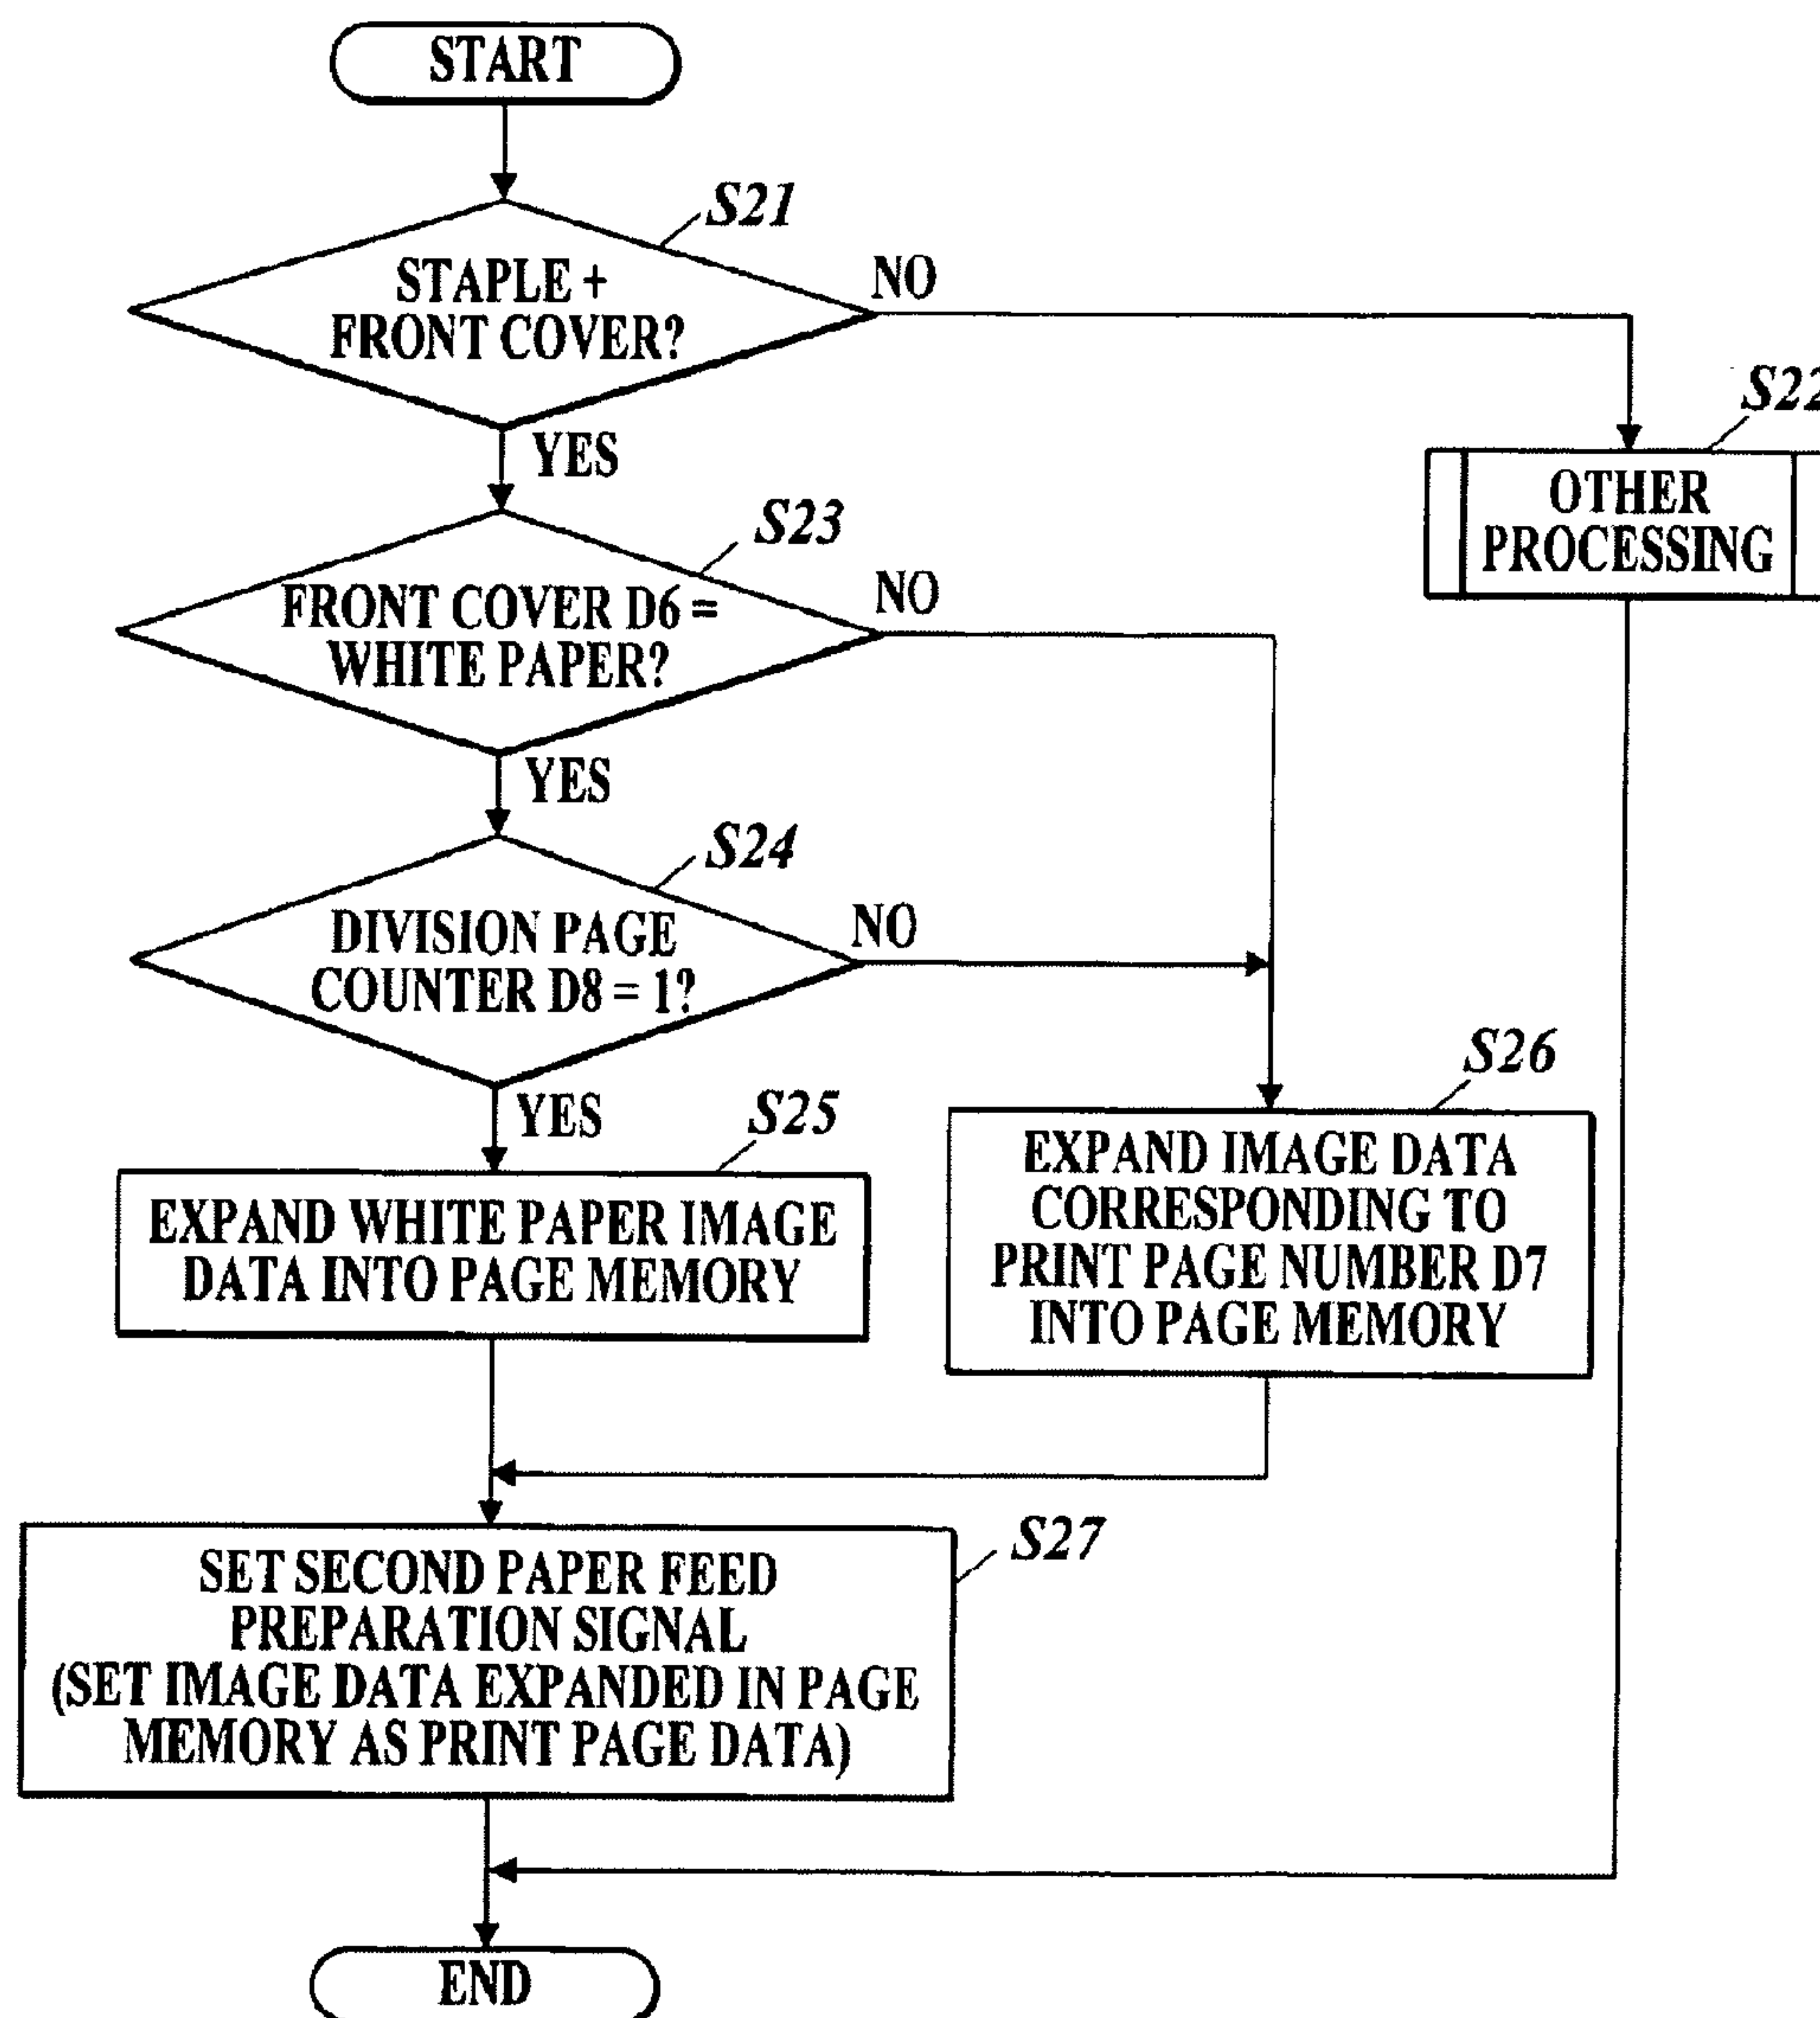 START
S21
STAPLE +
FRONT COVER?
NO
YES
S22
OTHER
PROCESSING
S23
FRONT COVER D6 =
WHITE PAPER?
NO
YES
S24
DIVISION PAGE
COUNTER D8 = 1?
NO
YES
S25
EXPAND WHITE PAPER IMAGE
DATA INTO PAGE MEMORY
S26
EXPAND IMAGE DATA
CORRESPONDING TO
PRINT PAGE NUMBER D7
INTO PAGE MEMORY
S27
SET SECOND PAPER FEED
PREPARATION SIGNAL
(SET IMAGE DATA EXPANDED IN PAGE
MEMORY AS PRINT PAGE DATA)
END